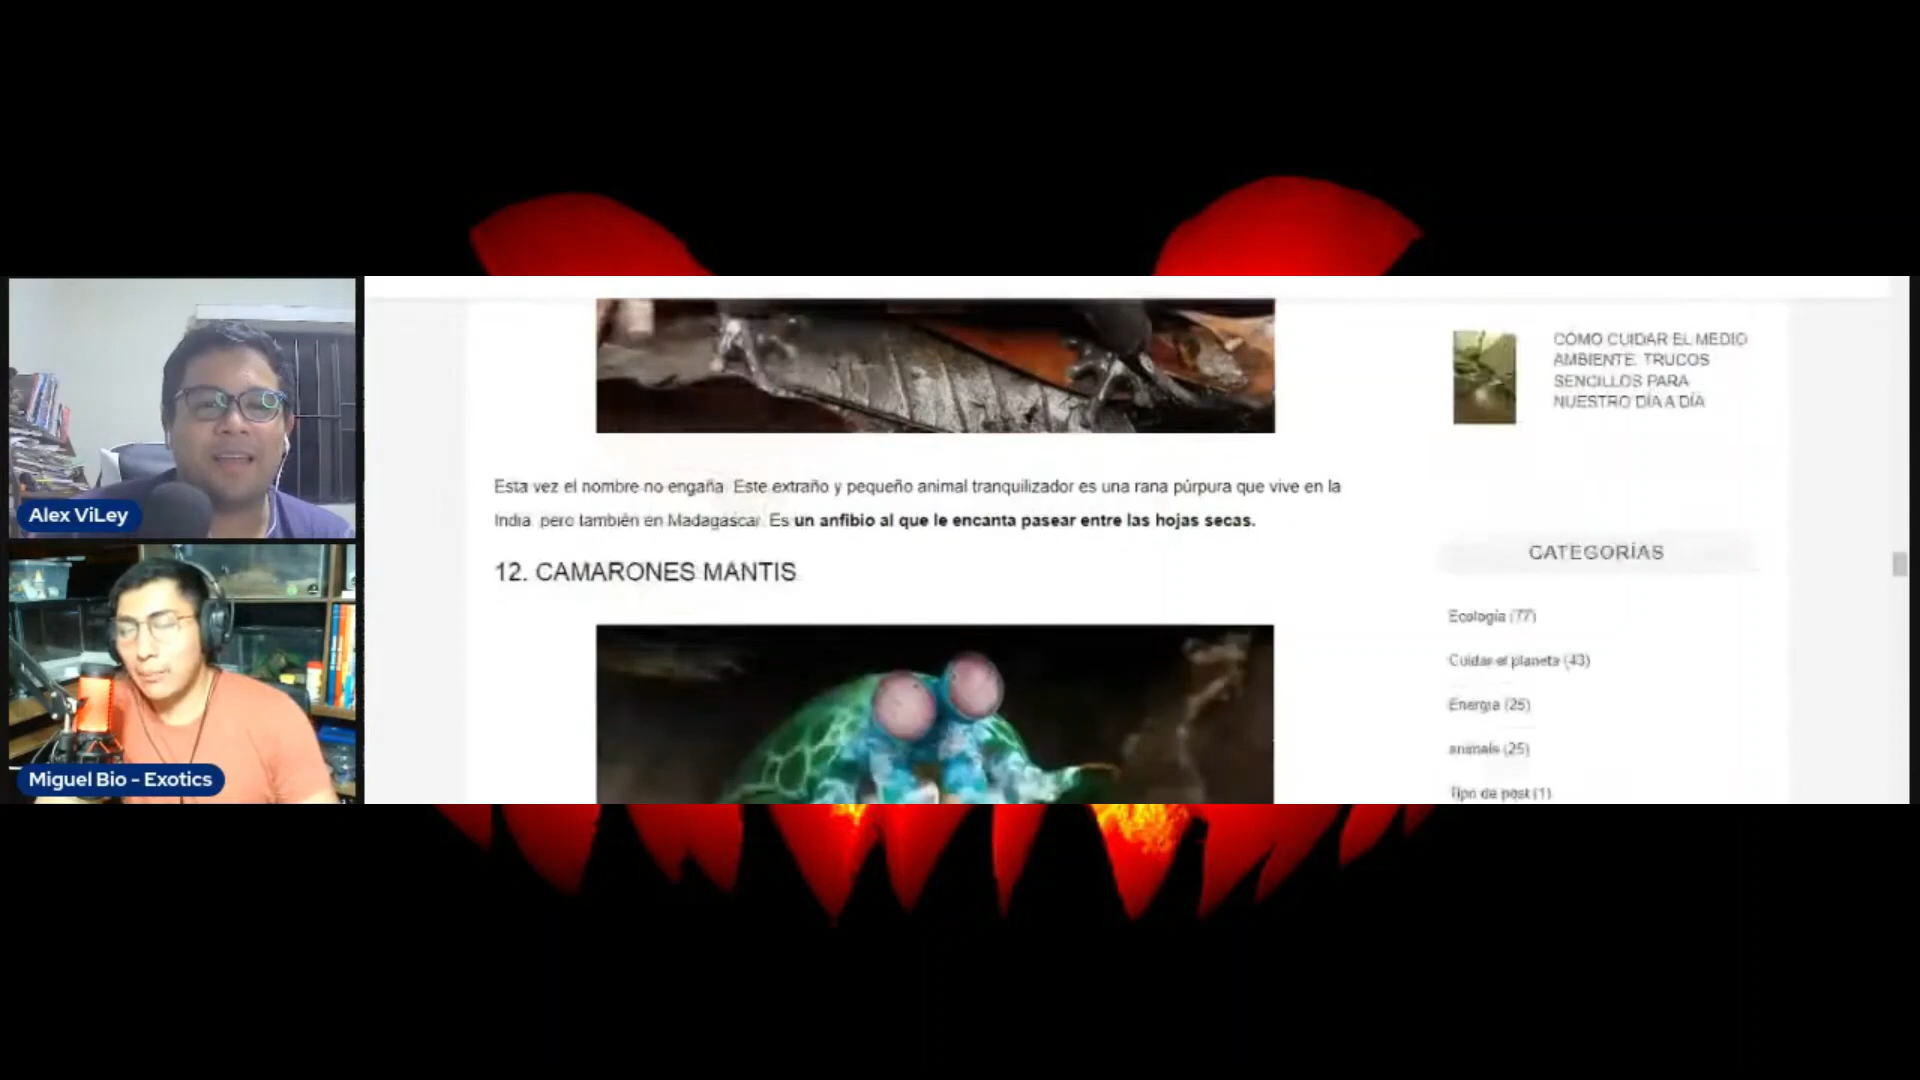 Alex ViLey
Miguel Bio - Exotics
Esta vez el nombre no engaña. Este extraño y pequeño animal tranquilizador es una rana púrpura que vive en la
India, pero también en Madagascar. Es un anfibio al que le encanta pasear entre las hojas secas.
12. CAMARONES MANTIS
CÓMO CUIDAR EL MEDIO
AMBIENTE. TRUCOS
SENCILLOS PARA
NUESTRO DÍA A DÍA
CATEGORÍAS
Ecología (77)
Cuidar el planeta (43)
Energía (25)
animals (25)
Tipo de post (1)